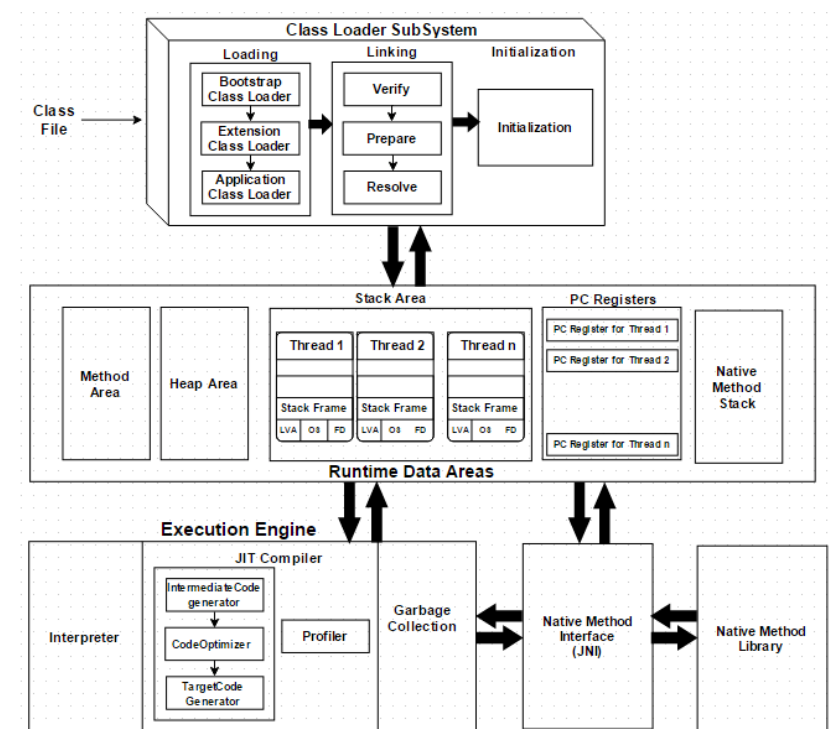 Class Loader SubSystem
Loading
Linking
Initialization
Class
File
Bootstrap
Class Loader
Extension
Class Loader
Application
Class Loader
Verify
Prepare
Resolve
Initialization
Stack Area
PC Registers
Method
Area
Heap Area
Thread 1
Stack Frame
LVA OS FD
Thread 2
Stack Frame
LVA OS FD
Thread n
Stack Frame
LVA OS FD
PC Register for Thread 1
PC Register for Thread 2
PC Register for Thread n
Native
Method
Stack
Runtime Data Areas
Execution Engine
Interpreter
JIT Compiler
IntermediateCode
generator
CodeOptimizer
TargetCode
Generator
Profiler
Garbage
Collection
Native Method
Interface
(JNI)
Native Method
Library